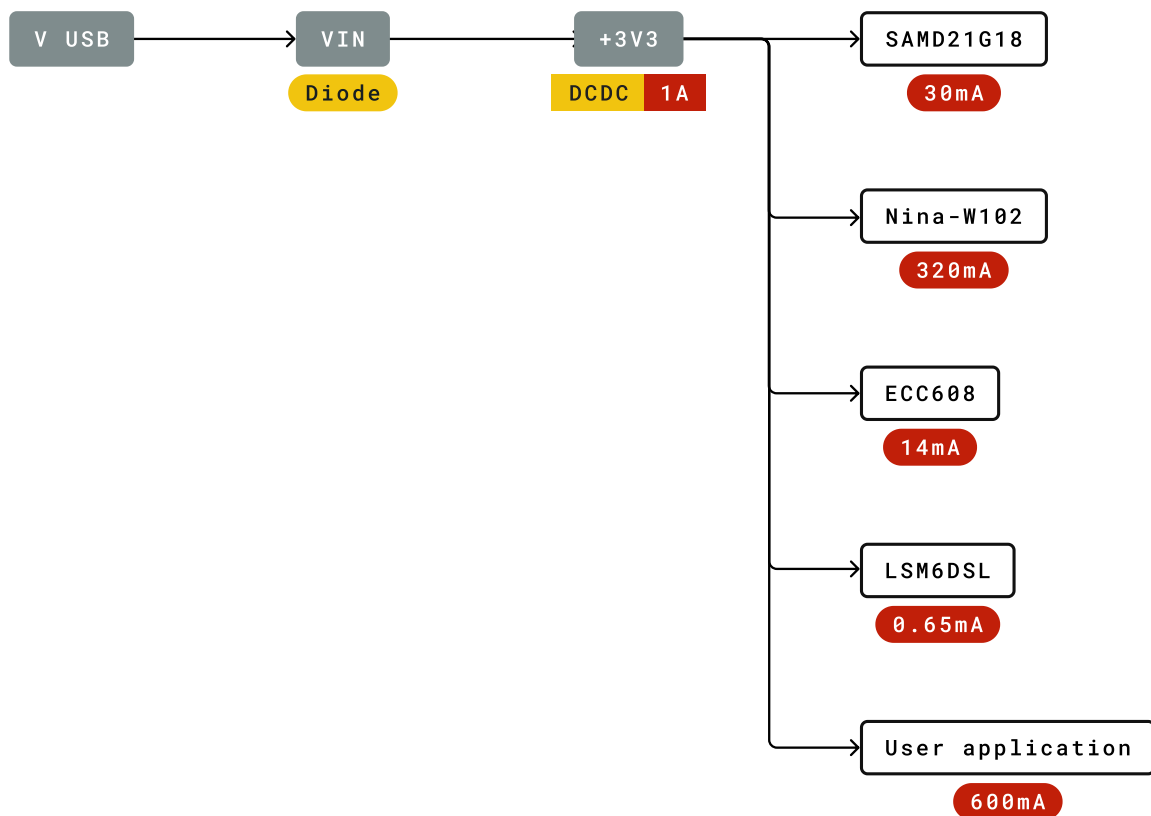 V USB
VIN
+3V3
SAMD21G18
Diode
DCDC
1A
30mA
Nina-W102
320mA
ECC608
14mA
LSM6DSL
0.65mA
User application
600mA